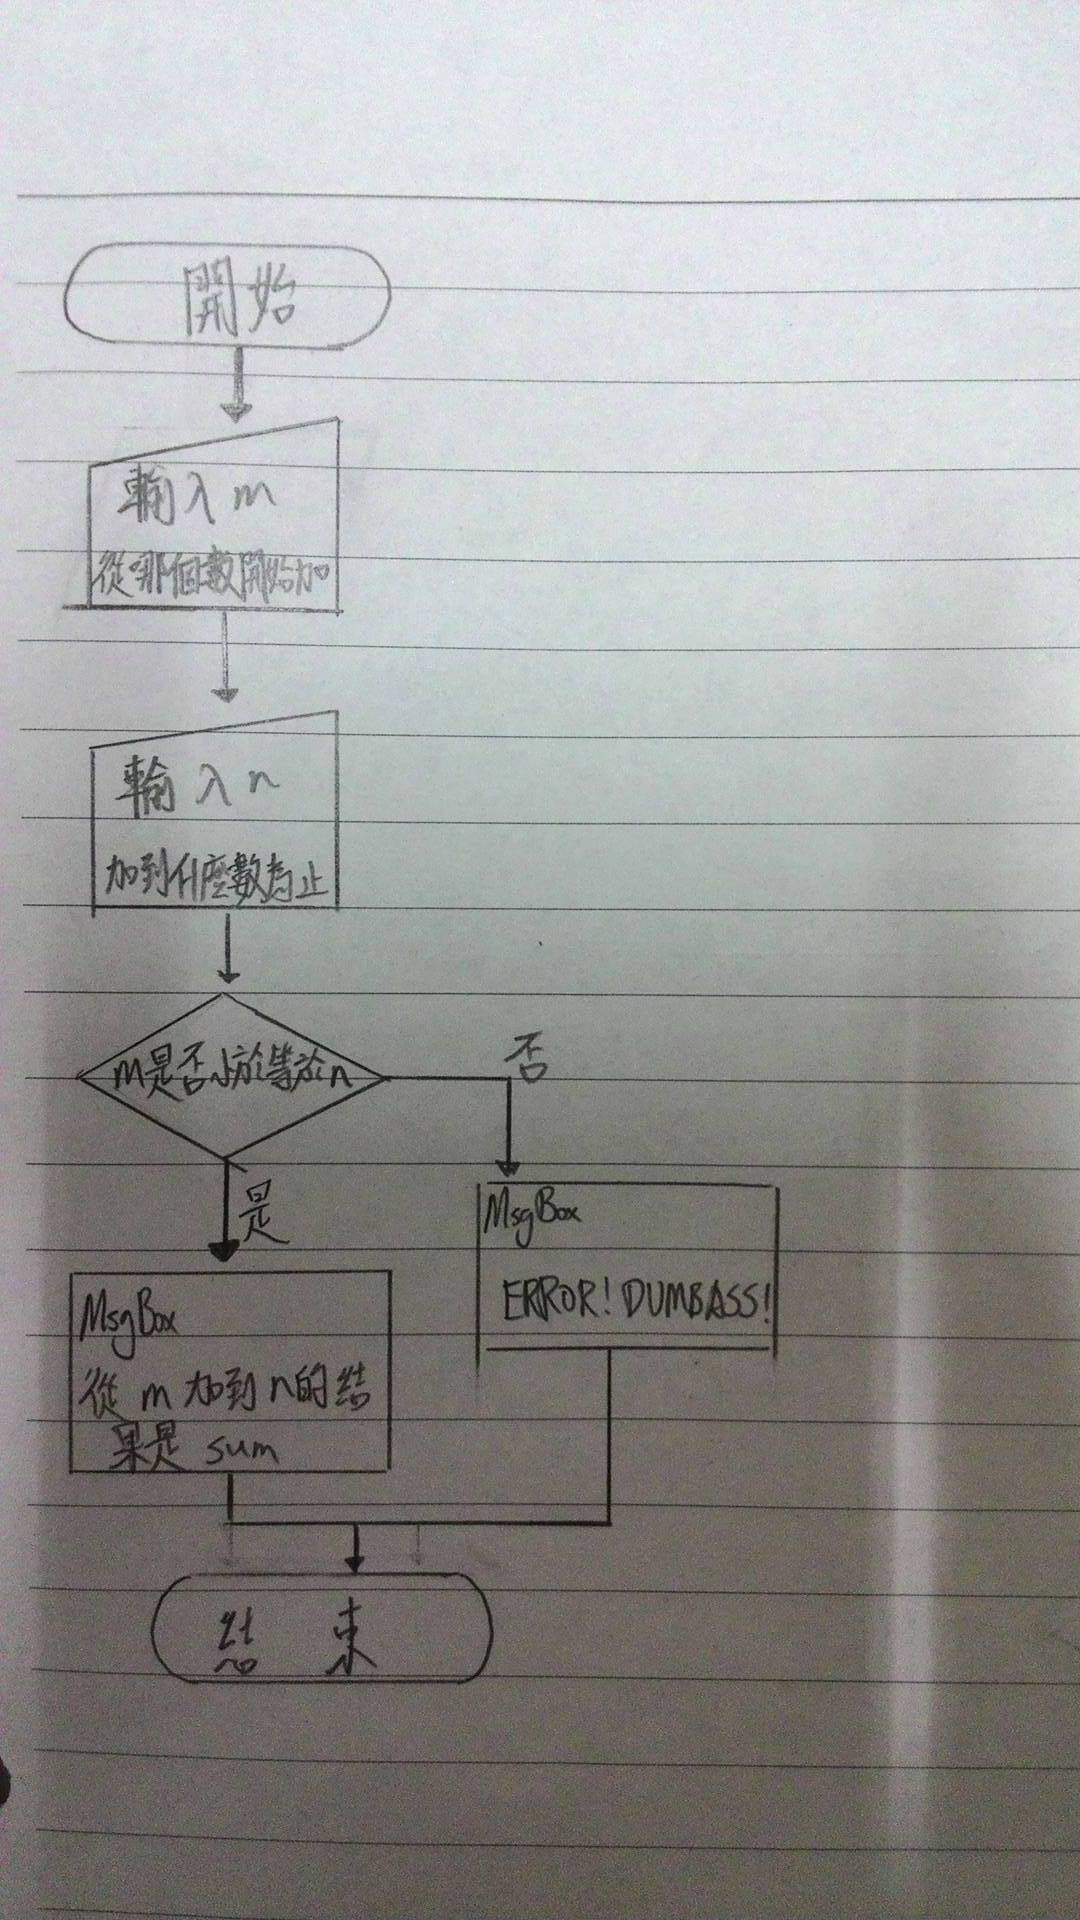 開始
輸入 m
從哪個數開始加
輸入 n
加到什麼數為止
m是否小於等於n
否
是
MsgBox
ERROR! DUMBASS!
MsgBox
從 m 加到 n的結
果是 sum
結 束